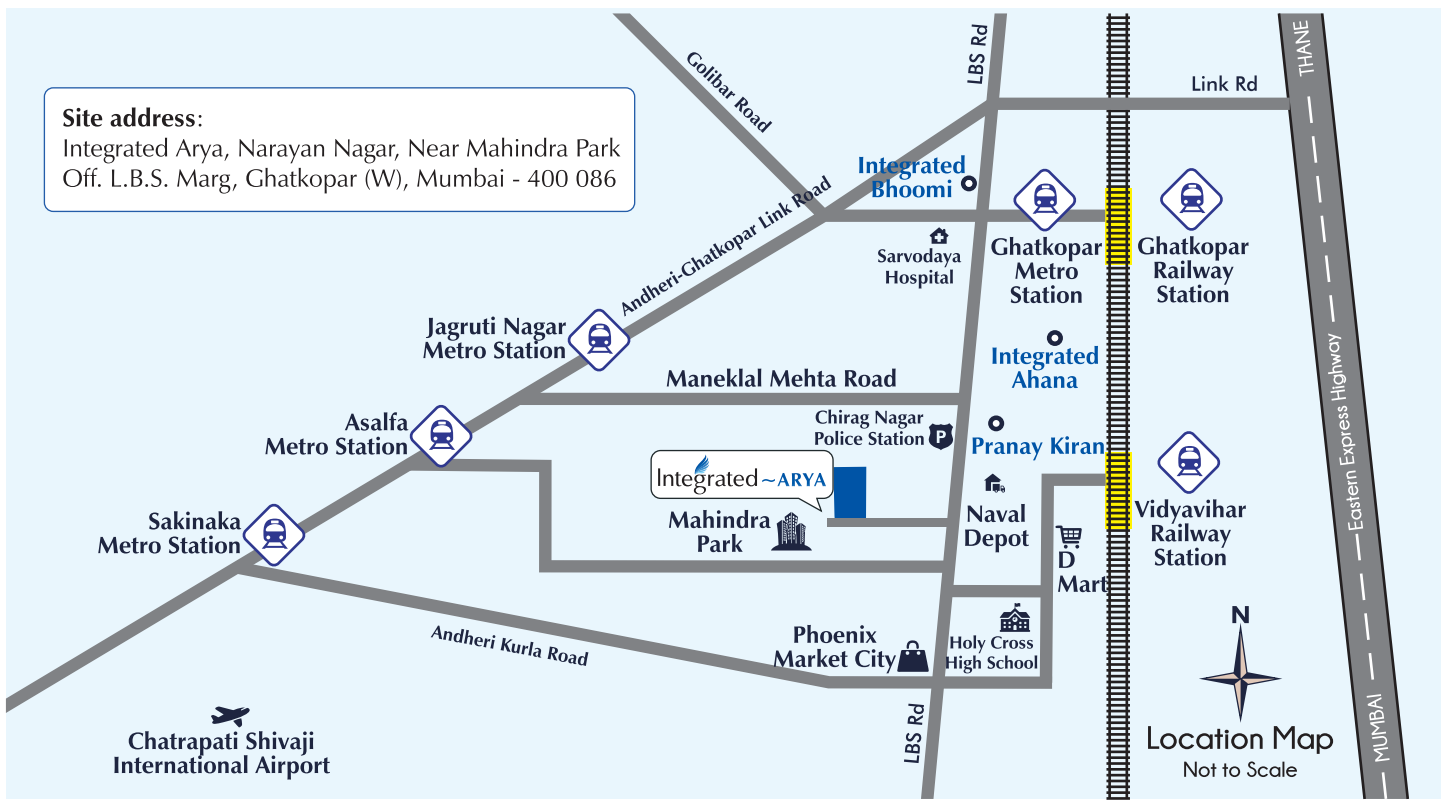 THANE
LBS Rd
Golibar Road
Link Rd
Site address:
Integrated Arya, Narayan Nagar, Near Mahindra Park
Off. L.B.S. Marg, Ghatkopar (W), Mumbai - 400 086
Integrated
Bhoomi
Andheri-Ghatkopar Link Road
Sarvodaya
Hospital
Ghatkopar
Metro
Station
Ghatkopar
Railway
Station
Jagruti Nagar
Metro Station
Integrated
Ahana
Eastern Express Highway
Maneklal Mehta Road
Asalfa
Metro Station
Chirag Nagar
Police Station
P
Pranay Kiran
Integrated ~ARYA
Sakinaka
Metro Station
Mahindra
Park
Naval
Depot
D
Mart
Vidyavihar
Railway
Station
Andheri Kurla Road
Phoenix
Market City
Holy Cross
High School
N
LBS Rd
MUMBAI
Chatrapati Shivaji
International Airport
Location Map
Not to Scale